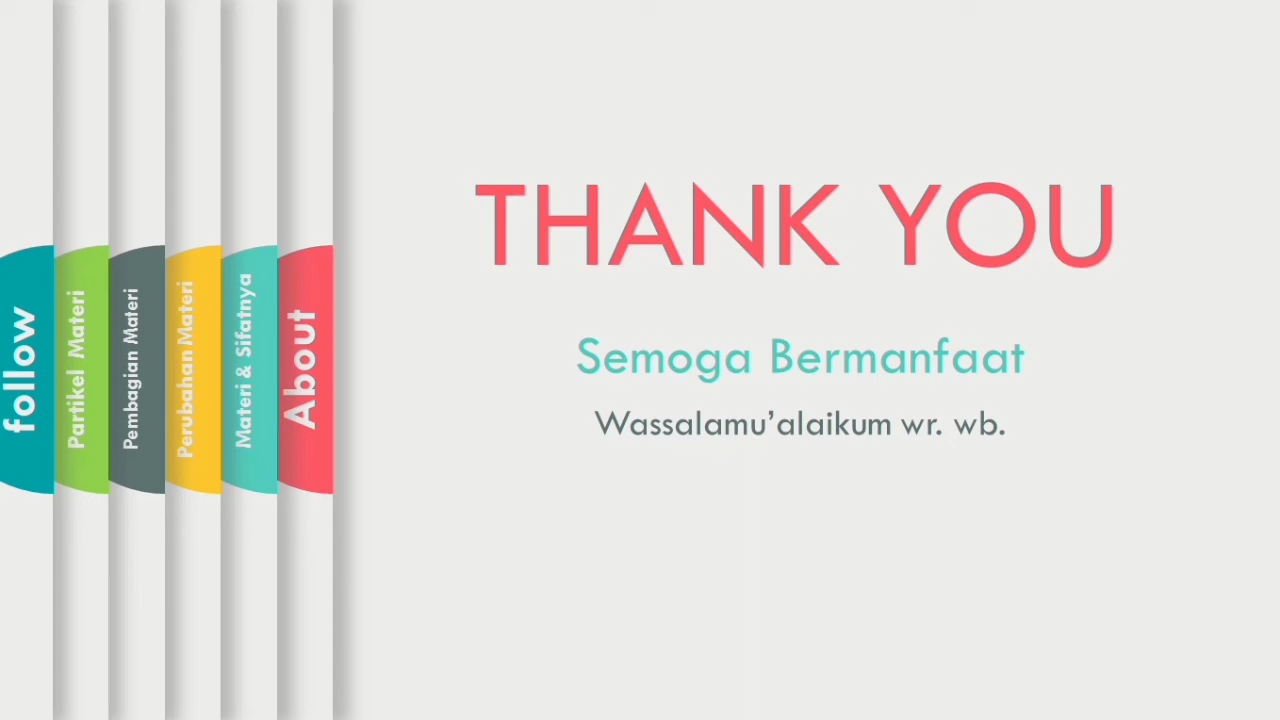 follow
Partikel Materi
Pembagian Materi
Perubahan Materi
Materi & Sifatnya
About
THANK YOU
Semoga Bermanfaat
Wassalamu’alaikum wr. wb.